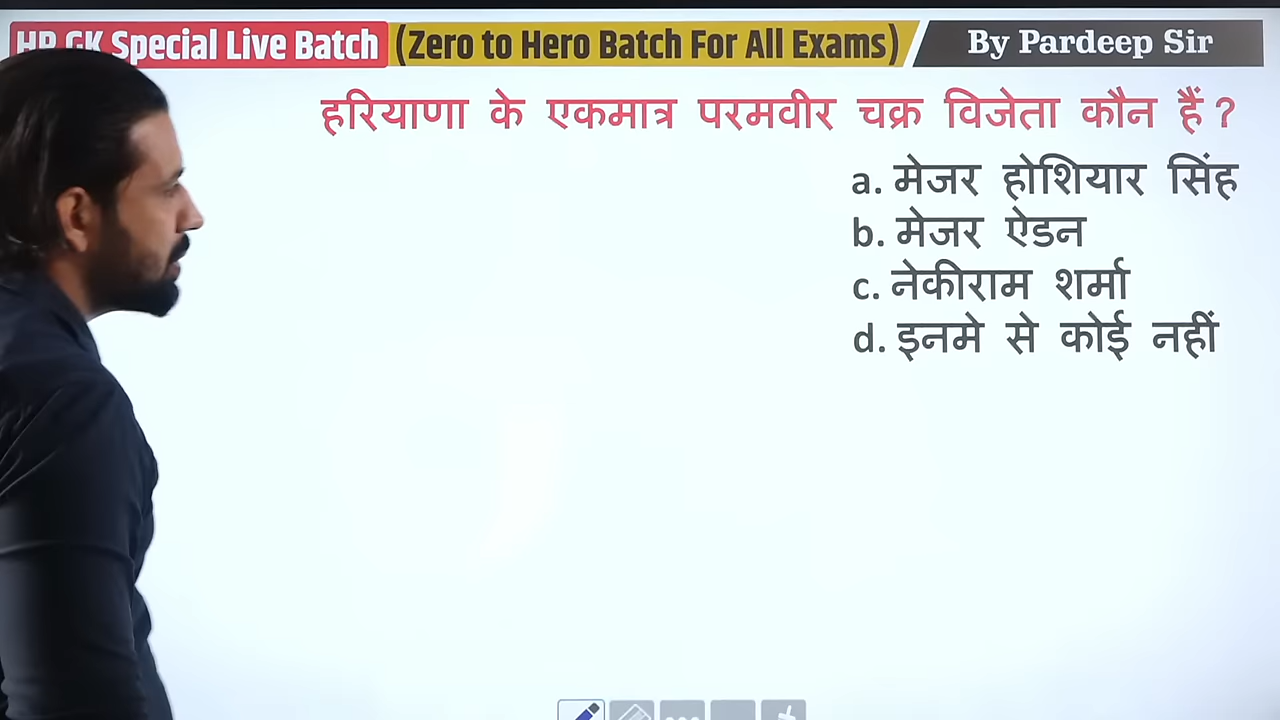 HR GK Special Live Batch (Zero to Hero Batch For All Exams) By Pardeep Sir
हरियाणा के एकमात्र परमवीर चक्र विजेता कौन हैं ?
a. मेजर होशियार सिंह
b. मेजर ऐडन
c. नेकीराम शर्मा
d. इनमे से कोई नहीं